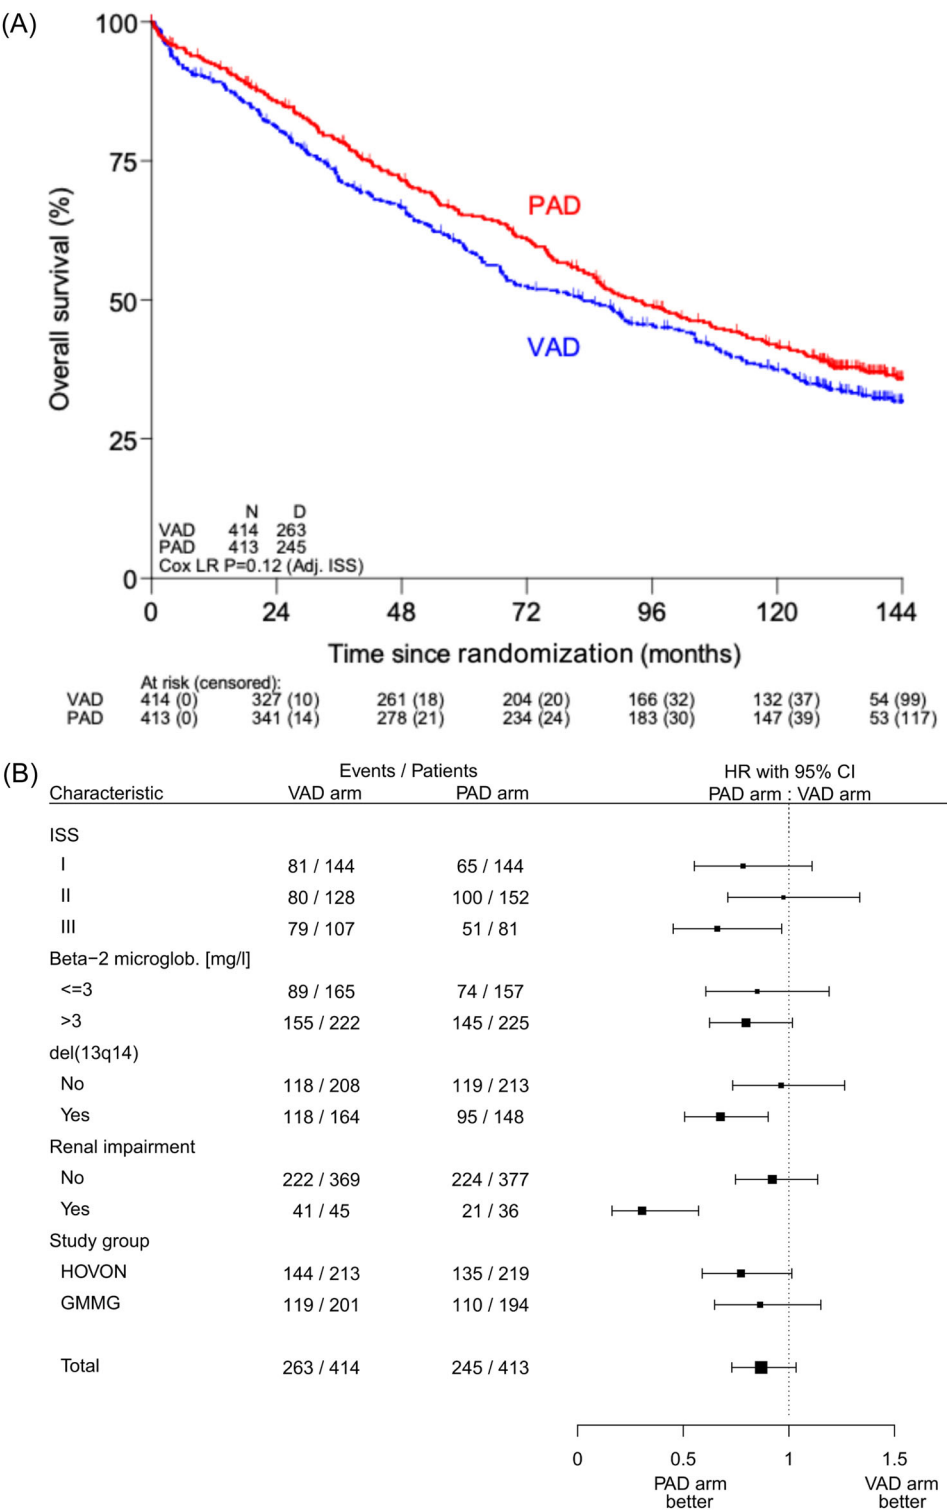 (A)
100
75
50
25
0
Overall survival (%)
PAD
VAD
N D
VAD 414 263
PAD 413 245
Cox LR P=0.12 (Adj. ISS)
0 24 48 72 96 120 144
Time since randomization (months)
At risk (censored):
VAD 414 (0) 327 (10) 261 (18) 204 (20) 166 (32) 132 (37) 54 (99)
PAD 413 (0) 341 (14) 278 (21) 234 (24) 183 (30) 147 (39) 53 (117)
(B)
Events / Patients HR with 95% CI
Characteristic VAD arm PAD arm PAD arm : VAD arm
ISS
I 81 / 144 65 / 144
II 80 / 128 100 / 152
III 79 / 107 51 / 81
Beta−2 microglob. [mg/l]
<=3 89 / 165 74 / 157
>3 155 / 222 145 / 225
del(13q14)
No 118 / 208 119 / 213
Yes 118 / 164 95 / 148
Renal impairment
No 222 / 369 224 / 377
Yes 41 / 45 21 / 36
Study group
HOVON 144 / 213 135 / 219
GMMG 119 / 201 110 / 194
Total 263 / 414 245 / 413
0 0.5 1 1.5
PAD arm VAD arm
better better